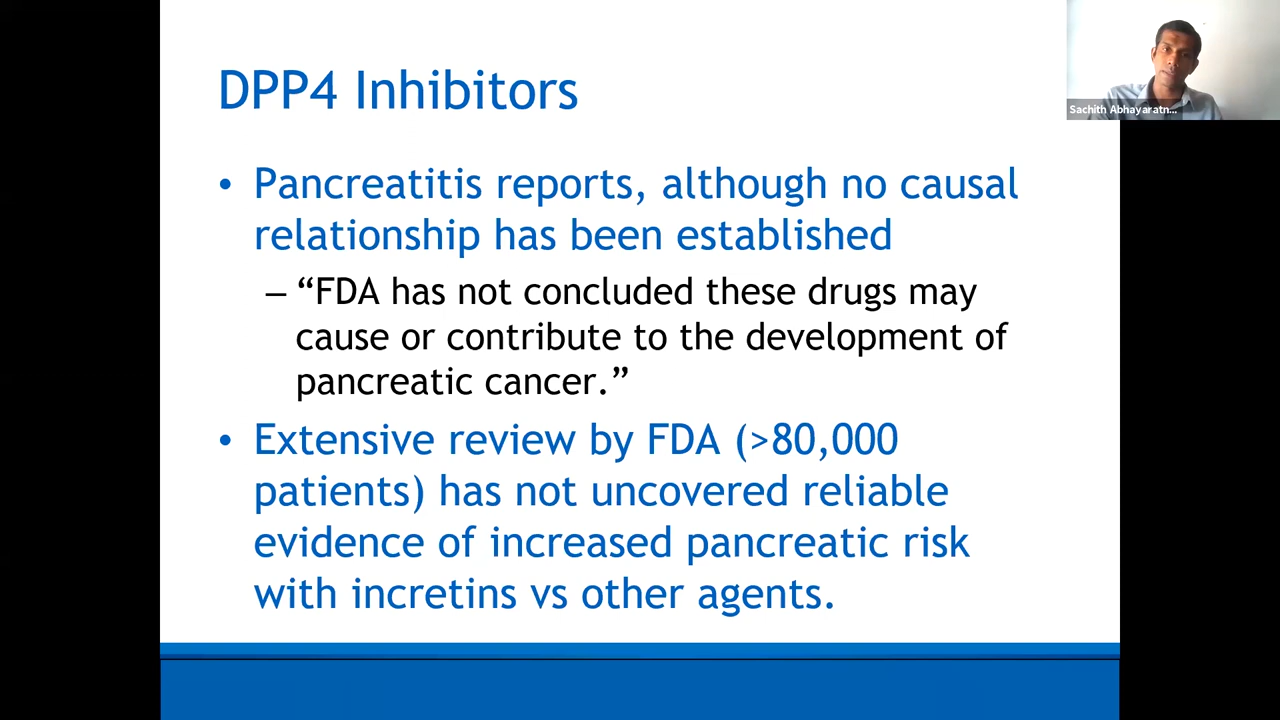 DPP4 Inhibitors
Sachith Abhayaratn...
• Pancreatitis reports, although no causal
relationship has been established
– “FDA has not concluded these drugs may
cause or contribute to the development of
pancreatic cancer.”
• Extensive review by FDA (>80,000
patients) has not uncovered reliable
evidence of increased pancreatic risk
with incretins vs other agents.